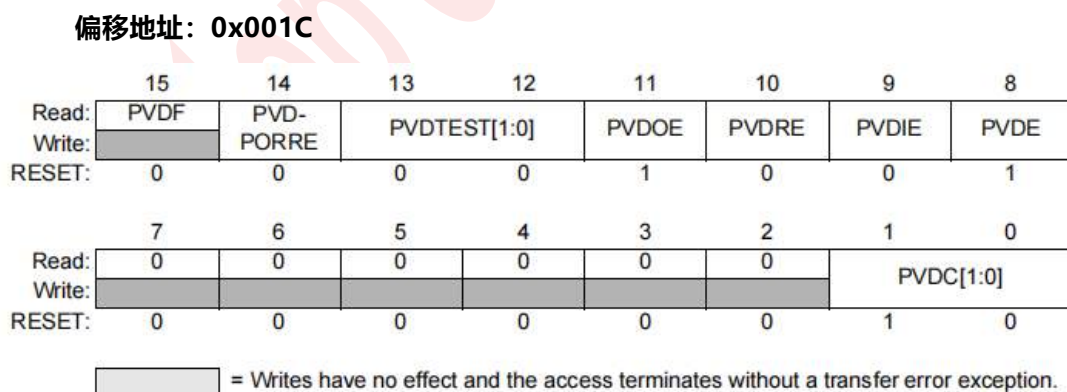 偏移地址：0x001C
15 14 13 12 11 10 9 8
Read: PVDF PVD-PORRE PVDTEST[1:0] PVDOE PVDRE PVDIE PVDE
Write:
RESET: 0 0 0 0 1 0 0 1
7 6 5 4 3 2 1 0
Read: 0 0 0 0 0 0 PVDC[1:0]
Write:
RESET: 0 0 0 0 0 0 1 0
= Writes have no effect and the access terminates without a transfer error exception.